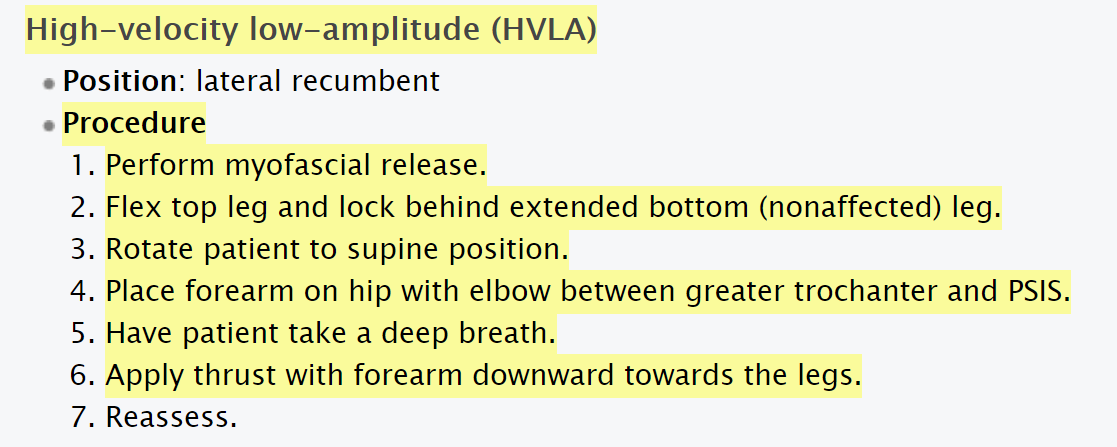 High-velocity low-amplitude (HVLA)
Position: lateral recumbent
Procedure
1. Perform myofascial release.
2. Flex top leg and lock behind extended bottom (nonaffected) leg.
3. Rotate patient to supine position.
4. Place forearm on hip with elbow between greater trochanter and PSIS.
5. Have patient take a deep breath.
6. Apply thrust with forearm downward towards the legs.
7. Reassess.